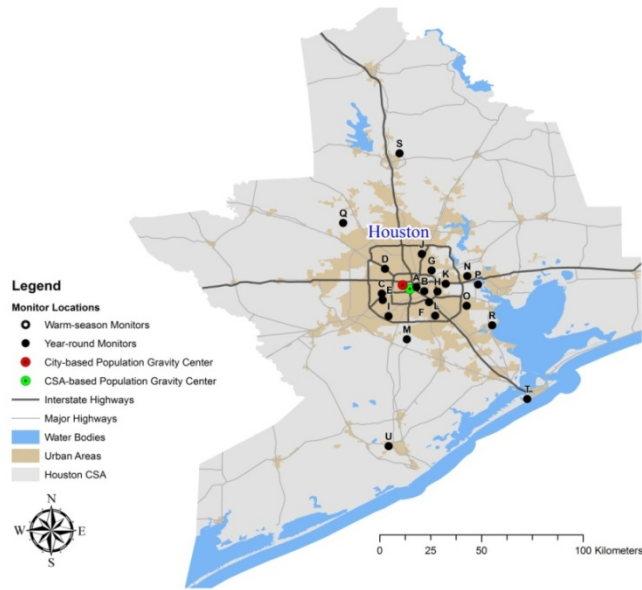 S
Q
Houston
J
D
G
N
K
P
A
B
H
C
E
O
I
F
L
R
M
T
U
Legend
Monitor Locations
Warm-season Monitors
Year-round Monitors
City-based Population Gravity Center
CSA-based Population Gravity Center
Interstate Highways
Major Highways
Water Bodies
Urban Areas
Houston CSA
N
W E
S
0 25 50 100 Kilometers